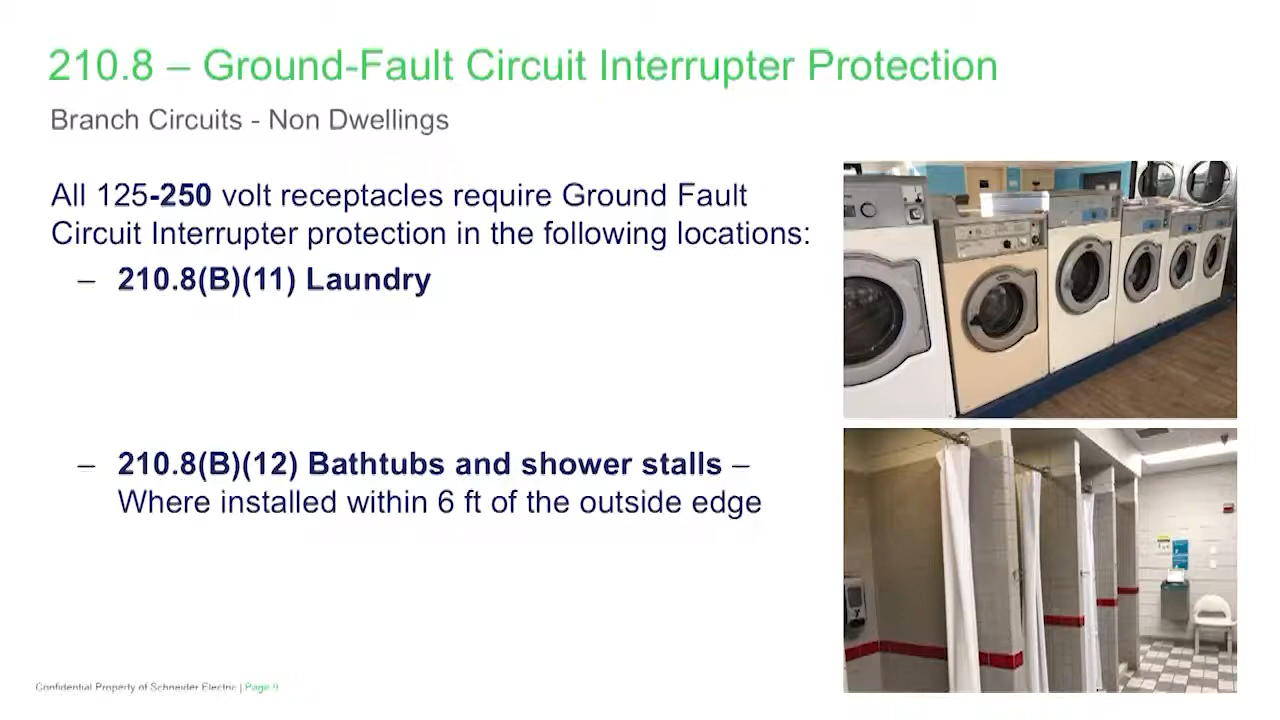 210.8 – Ground-Fault Circuit Interrupter Protection
Branch Circuits - Non Dwellings
All 125-250 volt receptacles require Ground Fault
Circuit Interrupter protection in the following locations:
– 210.8(B)(11) Laundry
– 210.8(B)(12) Bathtubs and shower stalls –
Where installed within 6 ft of the outside edge
Confidential Property of Schneider Electric | Page 9